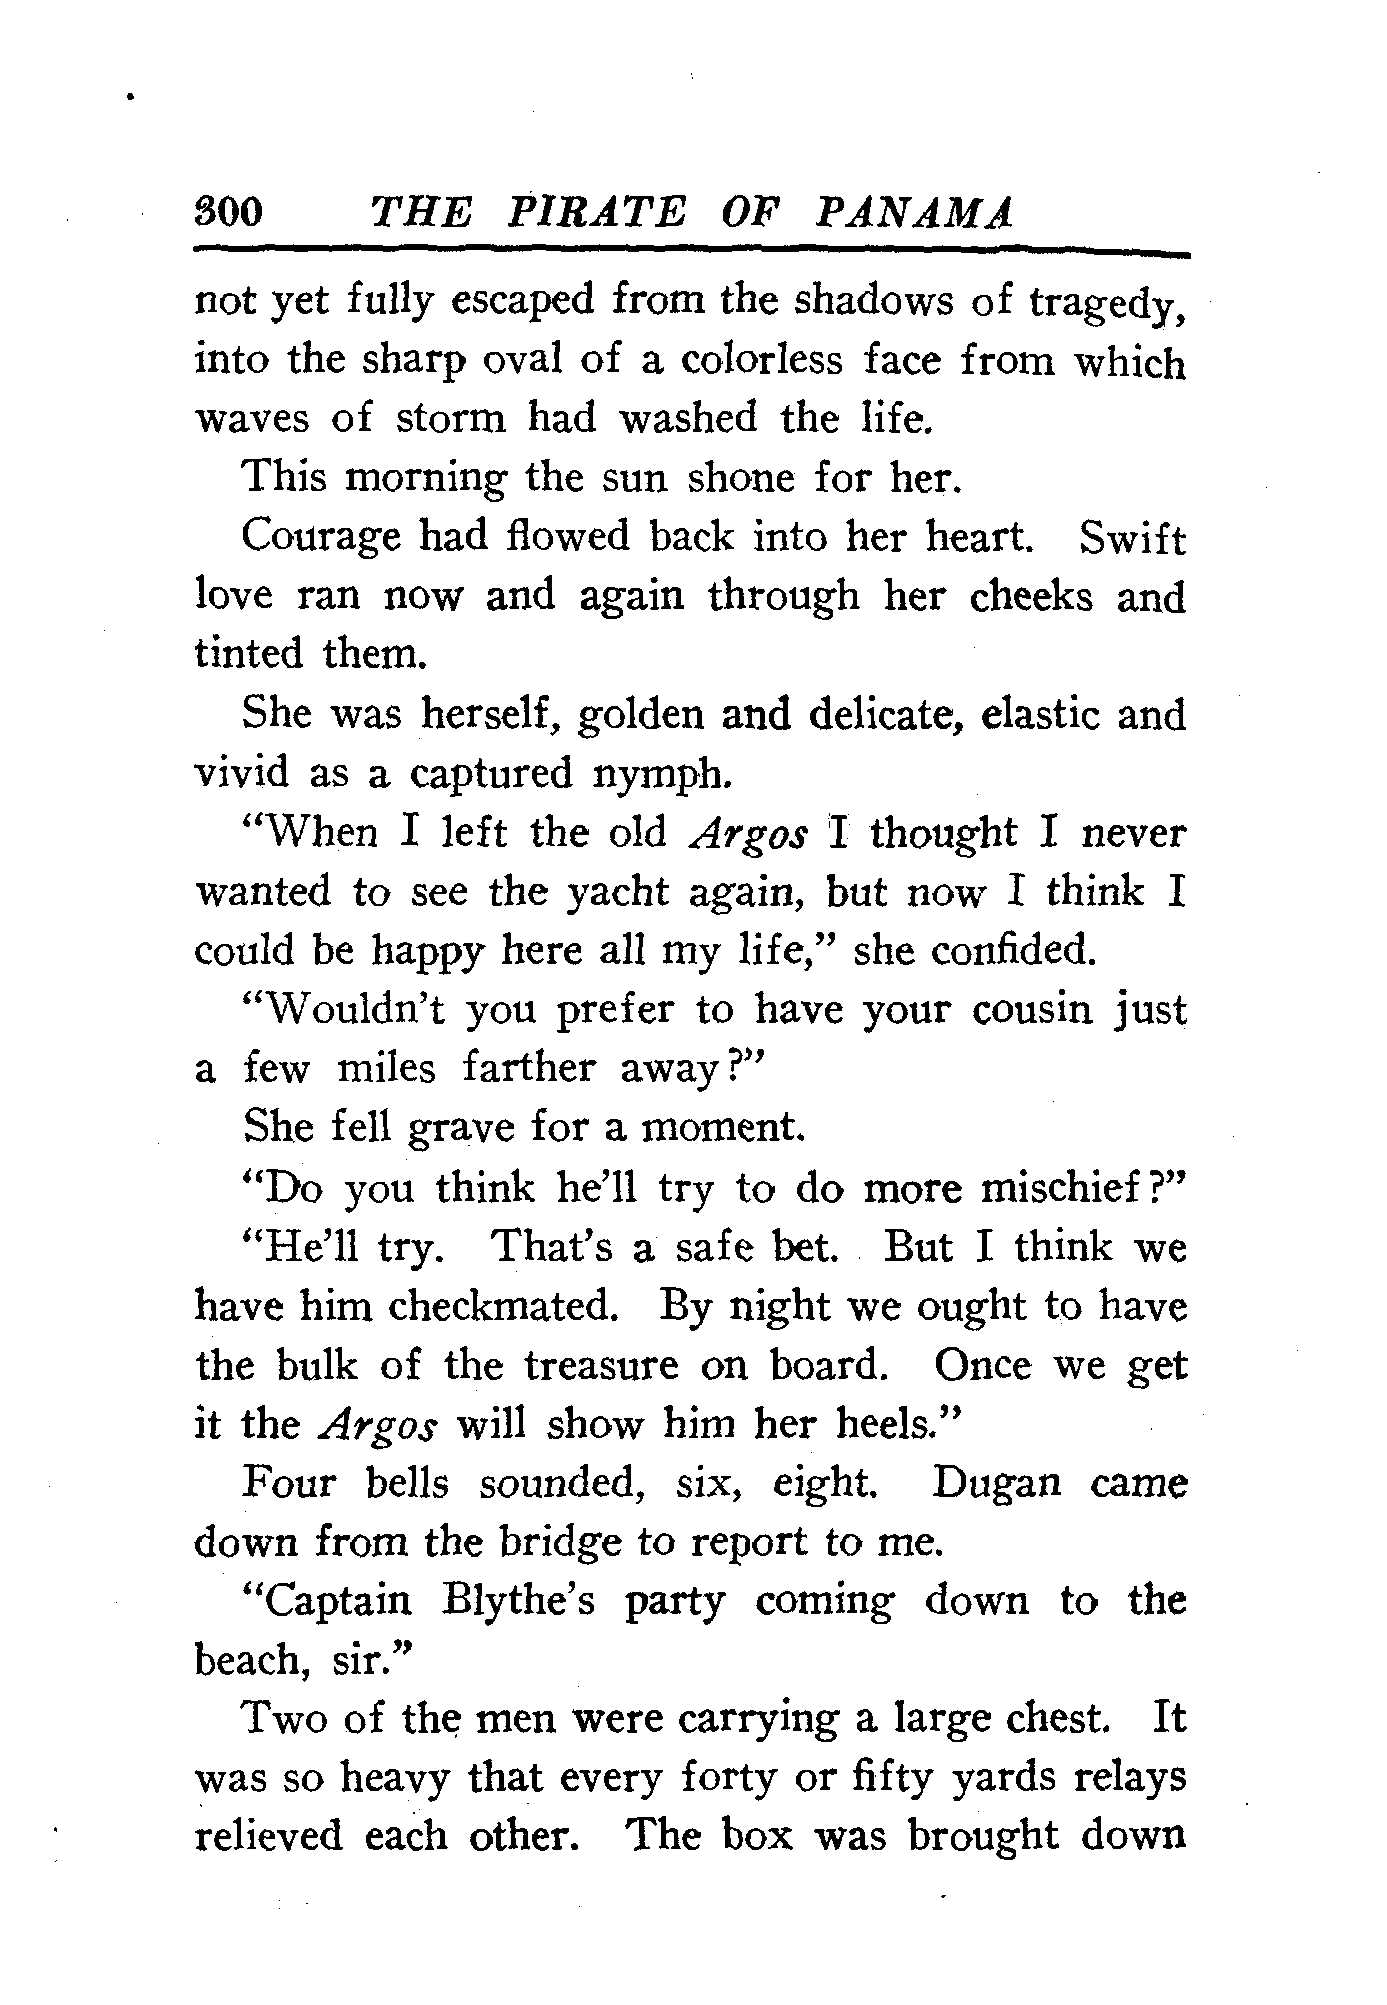 300 THE PIRATE OF PANAMA
not yet fully escaped from the shadows of tragedy,
into the sharp oval of a colorless face from which
waves of storm had washed the life.
This morning the sun shone for her.
Courage had flowed back into her heart. Swift
love ran now and again through her cheeks and
tinted them.
She was herself, golden and delicate, elastic and
vivid as a captured nymph.
“When I left the old Argos I thought I never
wanted to see the yacht again, but now I think I
could be happy here all my life,” she confided.
“Wouldn’t you prefer to have your cousin just
a few miles farther away?”
She fell grave for a moment.
“Do you think he’ll try to do more mischief?”
“He’ll try. That’s a safe bet. But I think we
have him checkmated. By night we ought to have
the bulk of the treasure on board. Once we get
it the Argos will show him her heels.”
Four bells sounded, six, eight. Dugan came
down from the bridge to report to me.
“Captain Blythe’s party coming down to the
beach, sir.”
Two of the men were carrying a large chest. It
was so heavy that every forty or fifty yards relays
relieved each other. The box was brought down